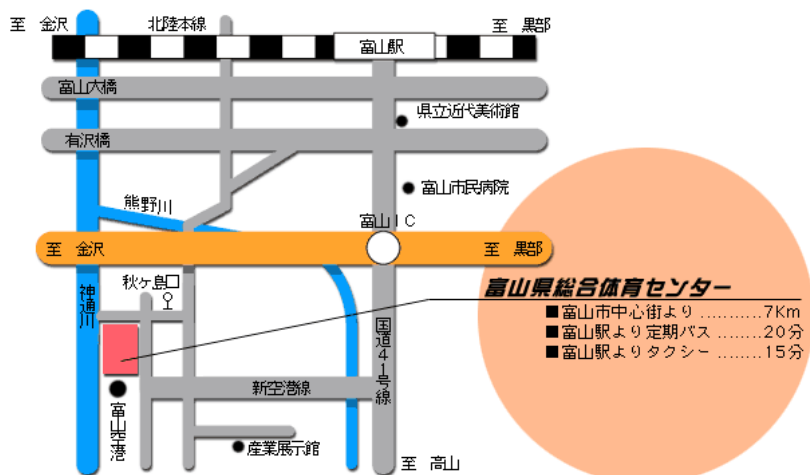 至 金沢
北陸本線
至 黒部
富山駅
富山大橋
県立近代美術館
有沢橋
富山市民病院
熊野川
富山IC
至 金沢
至 黒部
秋ヶ島口
神通川
富山県総合体育センター
■富山市中心街より ..........7Km
■富山駅より定期バス ......20分
■富山駅よりタクシー .......15分
国道41号線
新空港線
富山空港
産業展示館
至 高山